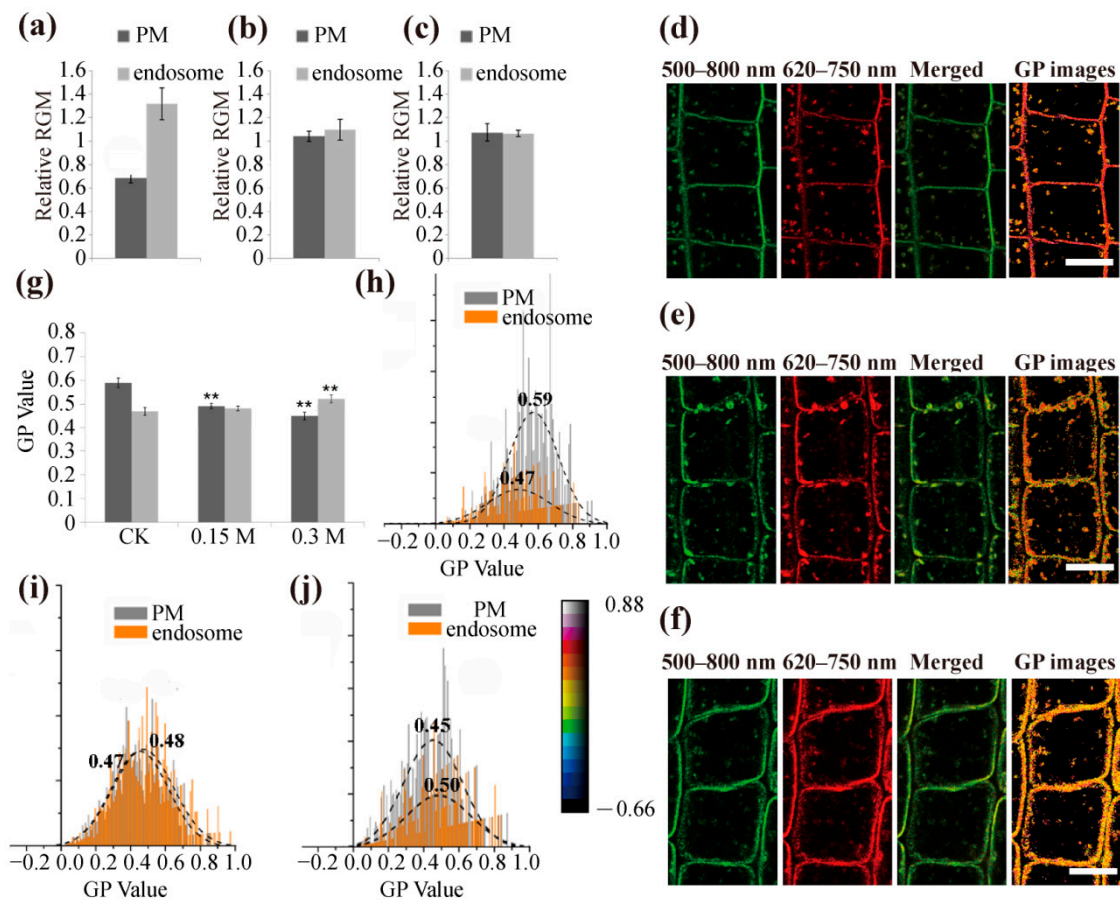 (a)
PM
endosome
Relative RGM
1.6
1.4
1.2
1
0.8
0.6
0.4
0.2
0
(b)
PM
endosome
Relative RGM
1.6
1.4
1.2
1
0.8
0.6
0.4
0.2
0
(c)
PM
endosome
Relative RGM
1.6
1.4
1.2
1
0.8
0.6
0.4
0.2
0
(d)
500–800 nm 620–750 nm Merged GP images
(e)
500–800 nm 620–750 nm Merged GP images
(f)
500–800 nm 620–750 nm Merged GP images
(g)
GP Value
0.8
0.7
0.6
0.5
0.4
0.3
0.2
0.1
0
** ** **
CK 0.15 M 0.3 M
(h)
PM
endosome
0.59
0.47
−0.2 0.0 0.2 0.4 0.6 0.8 1.0
GP Value
(i)
PM
endosome
0.47 0.48
−0.2 0.0 0.2 0.4 0.6 0.8 1.0
GP Value
(j)
PM
endosome
0.45
0.50
−0.2 0.0 0.2 0.4 0.6 0.8 1.0
GP Value
0.88
−0.66